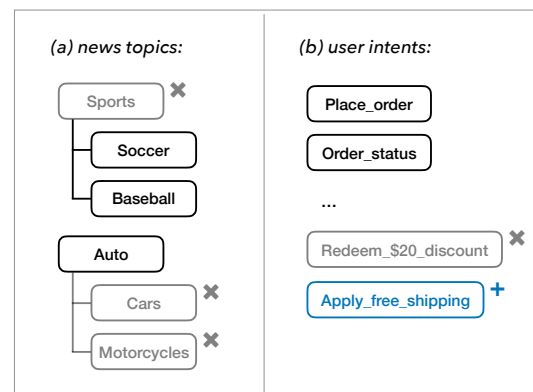 (a) news topics:
Sports
Soccer
Baseball
Auto
Cars
Motorcycles
(b) user intents:
Place_order
Order_status
...
Redeem_$20_discount
Apply_free_shipping